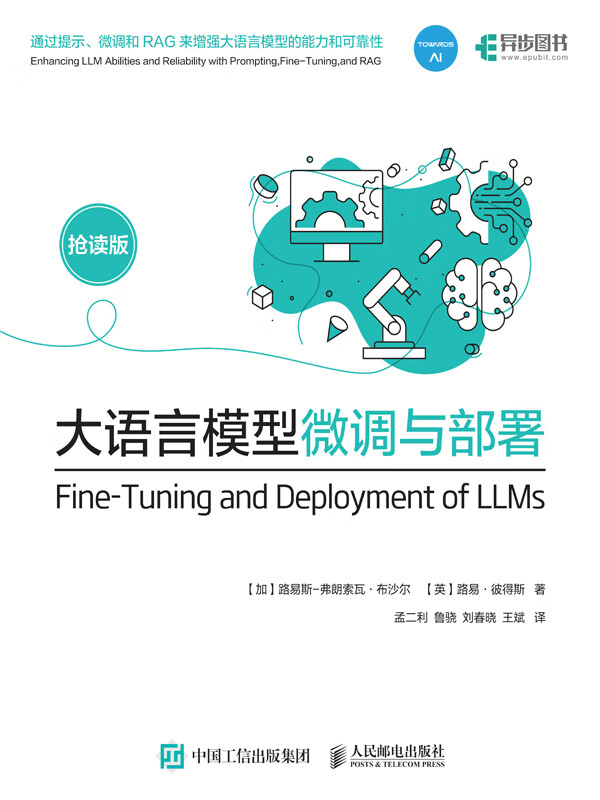 通过提示、微调和 RAG 来增强大语言模型的能力和可靠性
Enhancing LLM Abilities and Reliability with Prompting,Fine-Tuning,and RAG
TOWARDS
AI
异步图书
www.epubit.com
抢读版
大语言模型微调与部署
Fine-Tuning and Deployment of LLMs
【加】路易斯-弗朗索瓦·布沙尔 【英】路易·彼得斯 著
孟二利 鲁骁 刘春晓 王斌 译
中国工信出版集团
人民邮电出版社
POSTS & TELECOM PRESS